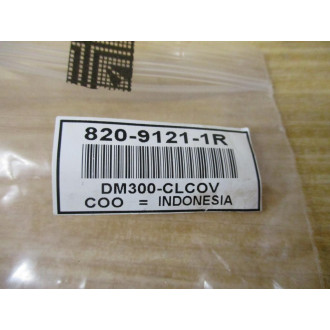 820-9121-1R
DM300-CLCOV
COO = INDONESIA